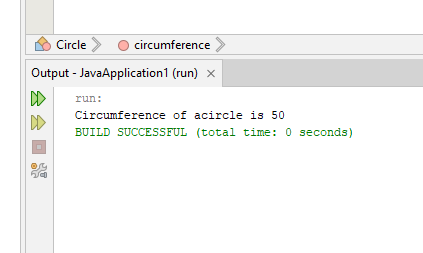 Circle circumference
Output - JavaApplication1 (run) ×
run:
Circumference of acircle is 50
BUILD SUCCESSFUL (total time: 0 seconds)